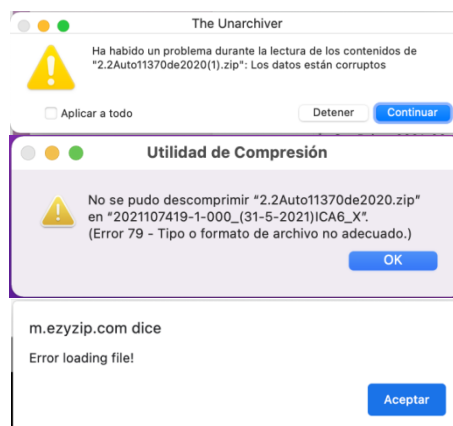 The Unarchiver
Ha habido un problema durante la lectura de los contenidos de
"2.2Auto11370de2020(1).zip": Los datos están corruptos
Aplicar a todo
Detener
Continuar
Utilidad de Compresión
No se pudo descomprimir “2.2Auto11370de2020.zip”
en “2021107419-1-000_(31-5-2021)ICA6_X”.
(Error 79 - Tipo o formato de archivo no adecuado.)
OK
m.ezyzip.com dice
Error loading file!
Aceptar